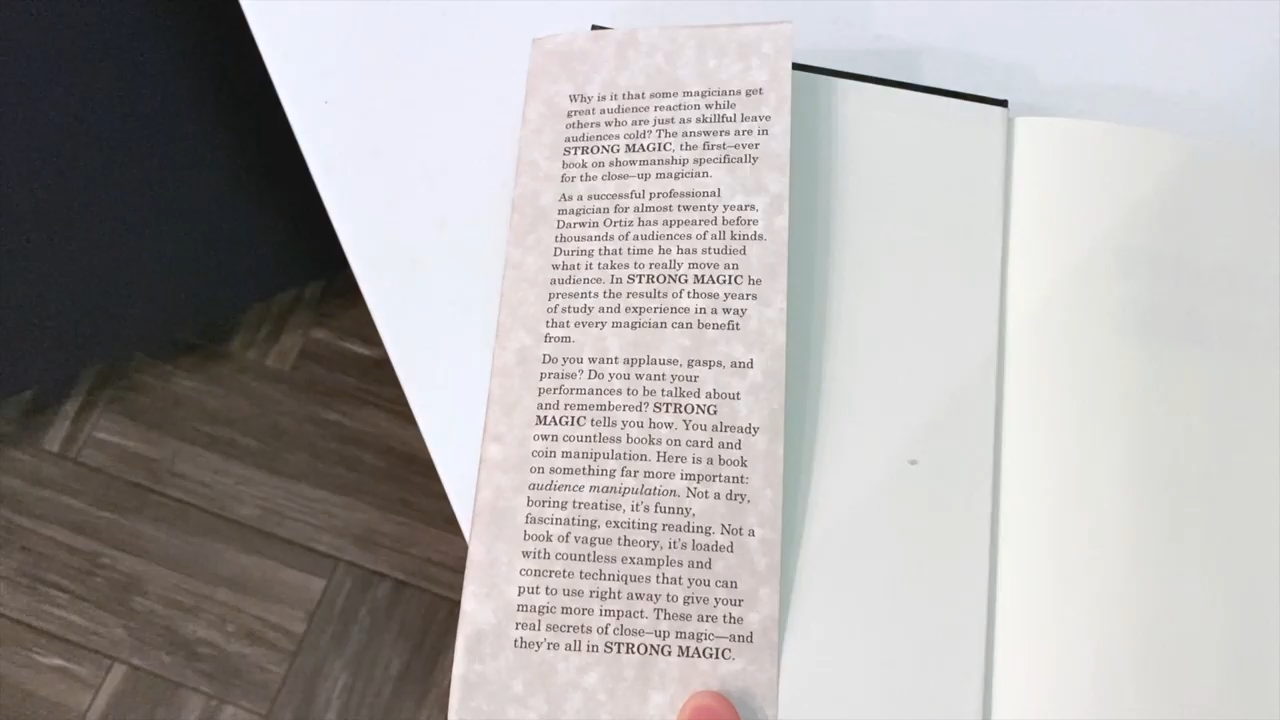 Why is it that some magicians get
great audience reaction while
others who are just as skillful leave
audiences cold? The answers are in
STRONG MAGIC, the first–ever
book on showmanship specifically
for the close–up magician.
As a successful professional
magician for almost twenty years,
Darwin Ortiz has appeared before
thousands of audiences of all kinds.
During that time he has studied
what it takes to really move an
audience. In STRONG MAGIC he
presents the results of those years
of study and experience in a way
that every magician can benefit
from.
Do you want applause, gasps, and
praise? Do you want your
performances to be talked about
and remembered? STRONG
MAGIC tells you how. You already
own countless books on card and
coin manipulation. Here is a book
on something far more important:
audience manipulation. Not a dry,
boring treatise, it's funny,
fascinating, exciting reading. Not a
book of vague theory, it's loaded
with countless examples and
concrete techniques that you can
put to use right away to give your
magic more impact. These are the
real secrets of close–up magic—and
they're all in STRONG MAGIC.